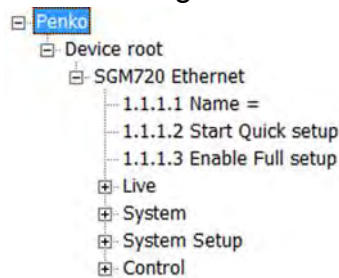 Penko
Device root
SGM720 Ethernet
1.1.1.1 Name =
1.1.1.2 Start Quick setup
1.1.1.3 Enable Full setup
Live
System
System Setup
Control